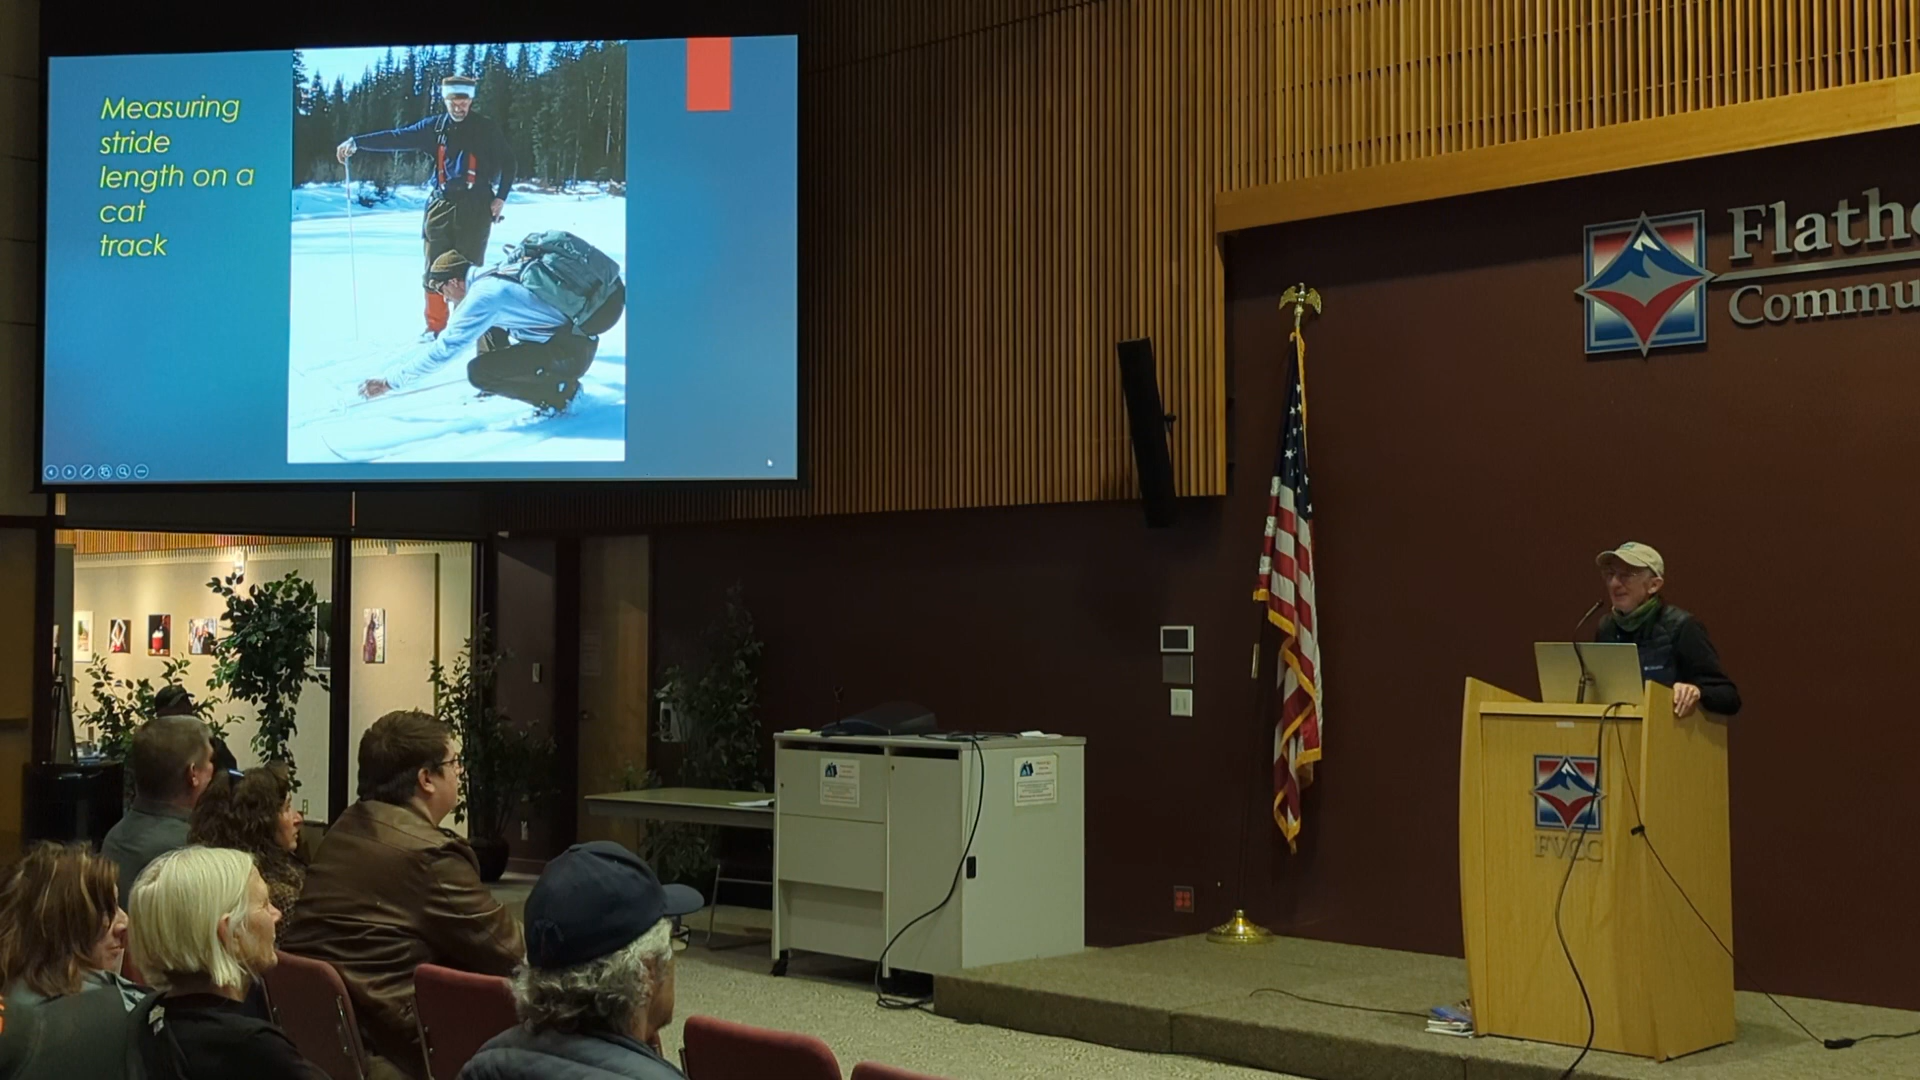 Measuring
stride
length on a
cat
track
Flathe
Commu
FVCC